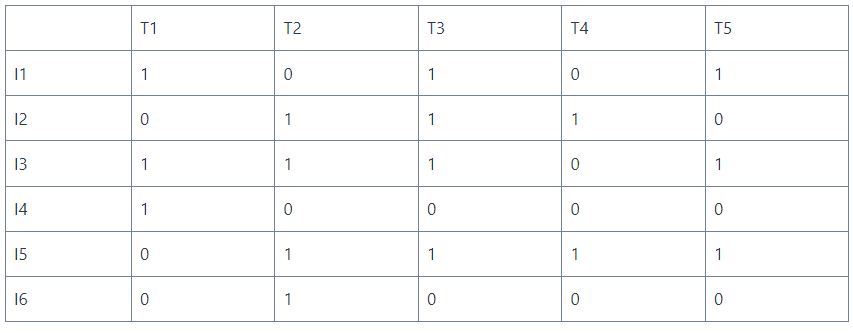 T1 T2 T3 T4 T5
I1 1 0 1 0 1
I2 0 1 1 1 0
I3 1 1 1 0 1
I4 1 0 0 0 0
I5 0 1 1 1 1
I6 0 1 0 0 0